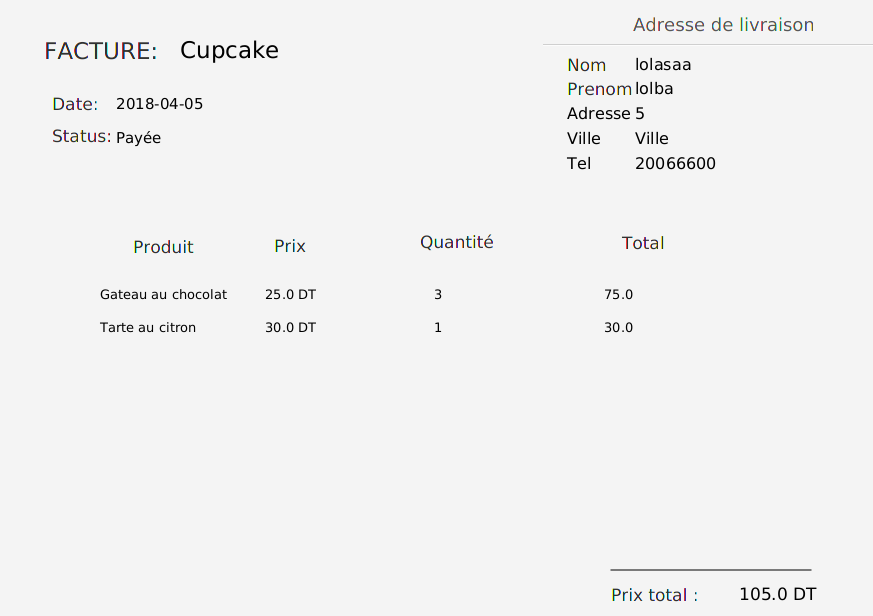 FACTURE: Cupcake
Date: 2018-04-05
Status: Payée
Adresse de livraison
Nom lolasaa
Prenom lolba
Adresse 5
Ville Ville
Tel 20066600
Produit Prix Quantité Total
Gateau au chocolat 25.0 DT 3 75.0
Tarte au citron 30.0 DT 1 30.0
Prix total : 105.0 DT